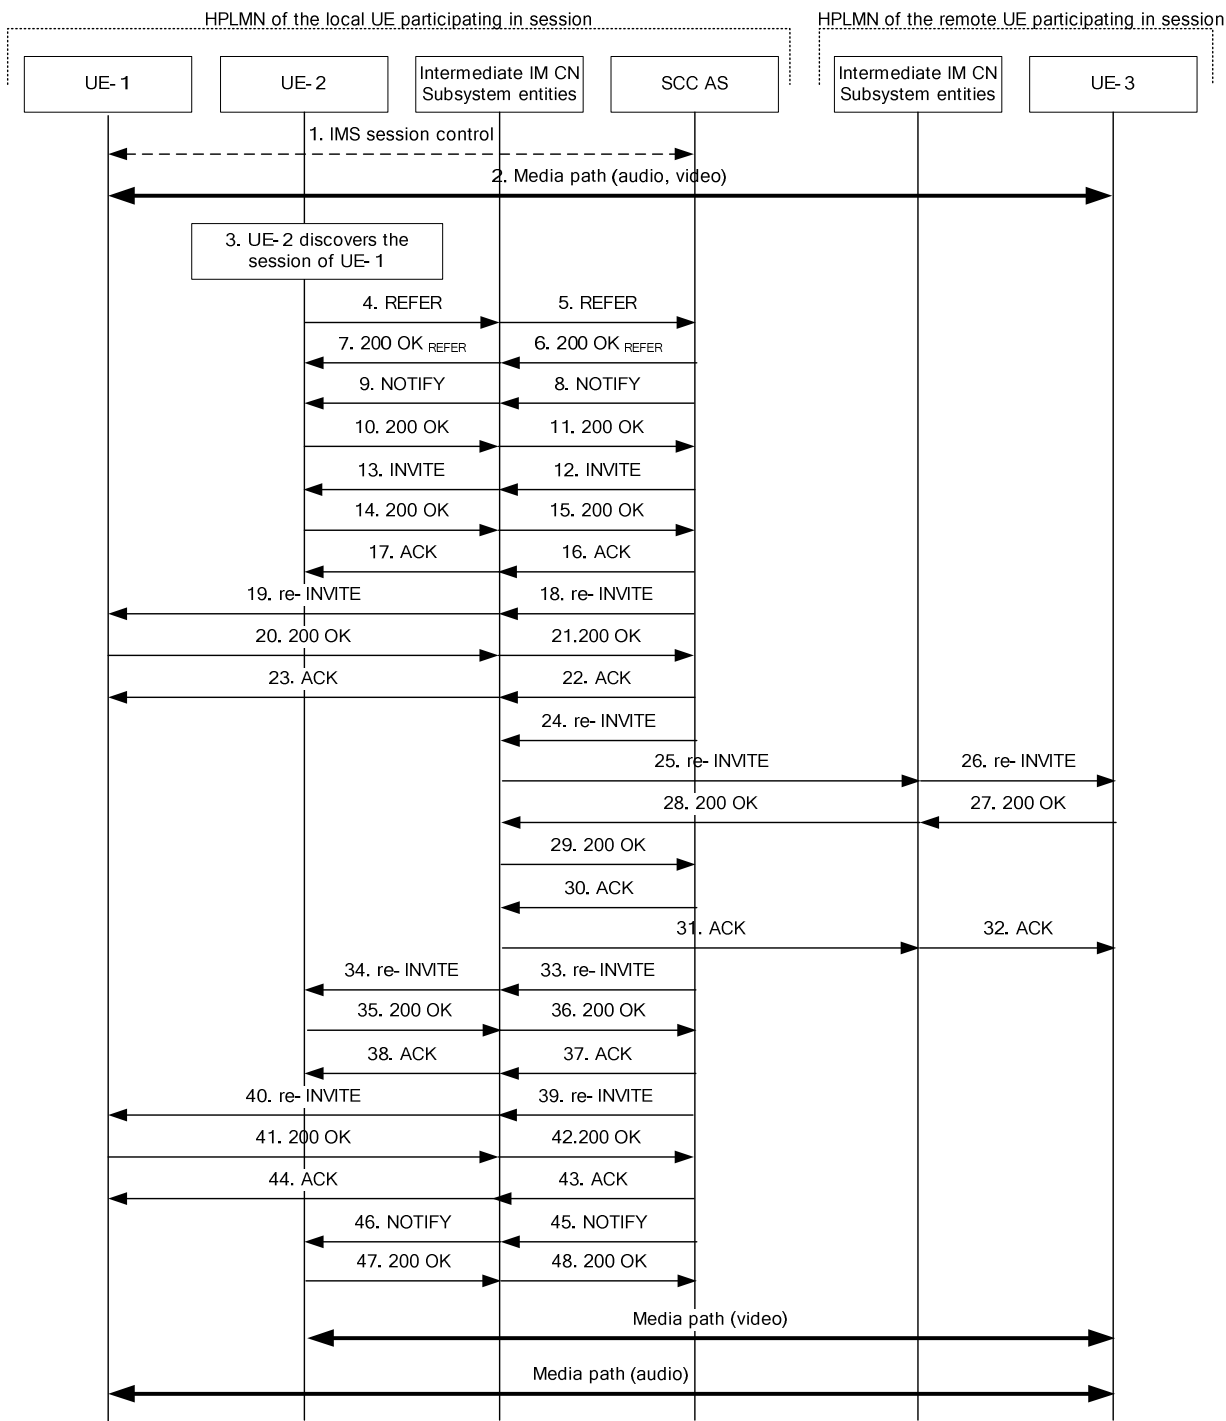 HPLMN of the local UE participating in session
HPLMN of the remote UE participating in session
UE-1
UE-2
Intermediate IM CN
Subsystem entities
SCC AS
Intermediate IM CN
Subsystem entities
UE-3
1. IMS session control
2. Media path (audio, video)
3. UE-2 discovers the
session of UE-1
4. REFER
5. REFER
7. 200 OK REFER
6. 200 OK REFER
9. NOTIFY
8. NOTIFY
10. 200 OK
11. 200 OK
13. INVITE
12. INVITE
14. 200 OK
15. 200 OK
17. ACK
16. ACK
19. re-INVITE
18. re-INVITE
20. 200 OK
21.200 OK
23. ACK
22. ACK
24. re-INVITE
25. re-INVITE
26. re-INVITE
28. 200 OK
27. 200 OK
29. 200 OK
30. ACK
31. ACK
32. ACK
34. re-INVITE
33. re-INVITE
35. 200 OK
36. 200 OK
38. ACK
37. ACK
40. re-INVITE
39. re-INVITE
41. 200 OK
42.200 OK
44. ACK
43. ACK
46. NOTIFY
45. NOTIFY
47. 200 OK
48. 200 OK
Media path (video)
Media path (audio)